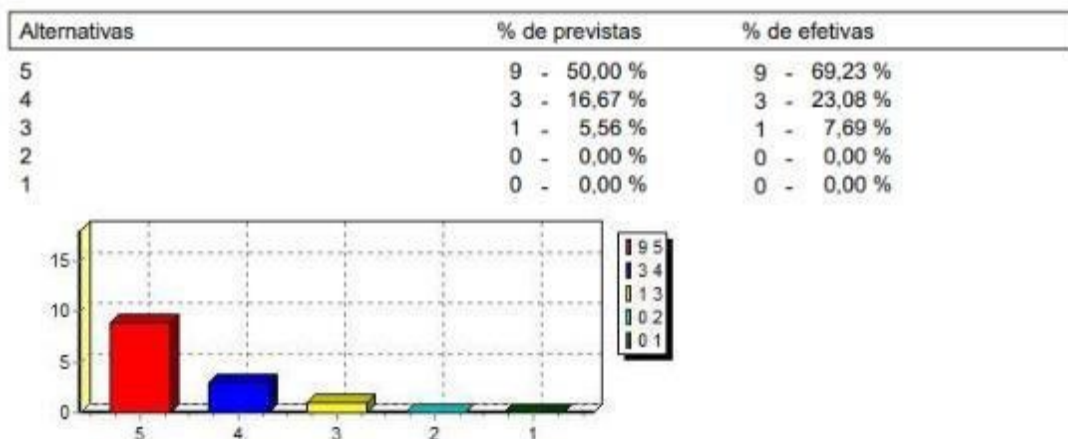 Alternativas % de previstas % de efetivas
5 9 - 50,00 % 9 - 69,23 %
4 3 - 16,67 % 3 - 23,08 %
3 1 - 5,56 % 1 - 7,69 %
2 0 - 0,00 % 0 - 0,00 %
1 0 - 0,00 % 0 - 0,00 %
15
10
5
0
5 4 3 2 1
9 5
3 4
1 3
0 2
0 1